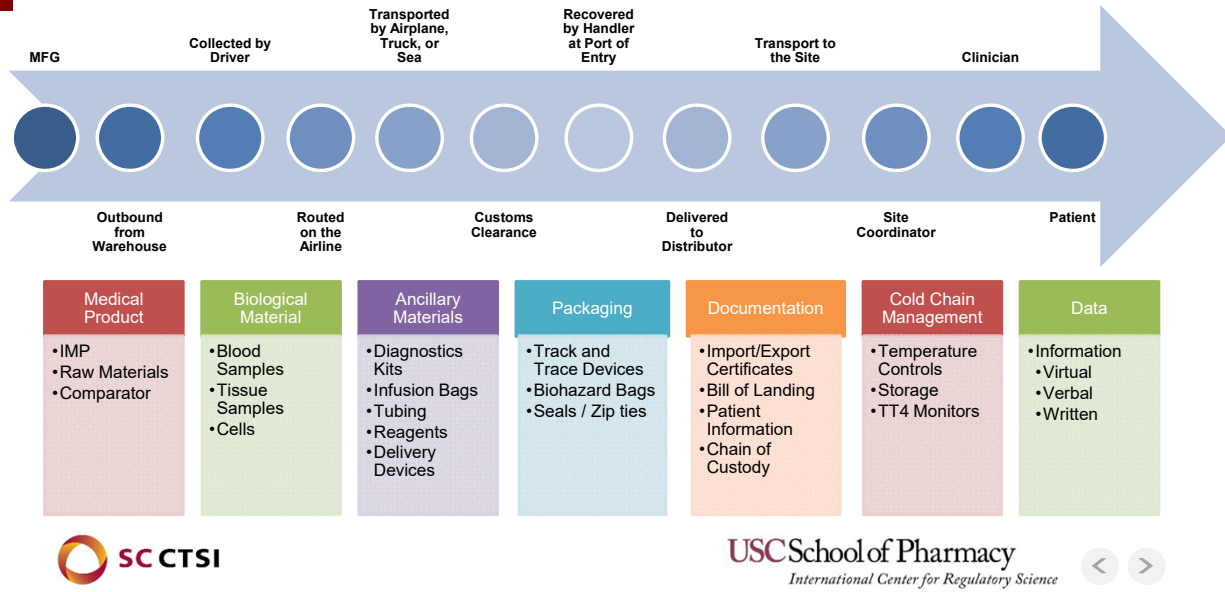 MFG
Collected by
Driver
Transported
by Airplane,
Truck, or
Sea
Recovered
by Handler
at Port of
Entry
Transport to
the Site
Clinician
Outbound
from
Warehouse
Routed
on the
Airline
Customs
Clearance
Delivered
to
Distributor
Site
Coordinator
Patient
Medical
Product
•IMP
•Raw Materials
•Comparator
Biological
Material
•Blood
Samples
•Tissue
Samples
•Cells
Ancillary
Materials
•Diagnostics
Kits
•Infusion Bags
•Tubing
•Reagents
•Delivery
Devices
Packaging
•Track and
Trace Devices
•Biohazard Bags
•Seals / Zip ties
Documentation
•Import/Export
Certificates
•Bill of Landing
•Patient
Information
•Chain of
Custody
Cold Chain
Management
•Temperature
Controls
•Storage
•TT4 Monitors
Data
•Information
•Virtual
•Verbal
•Written
SC CTSI
USC School of Pharmacy
International Center for Regulatory Science